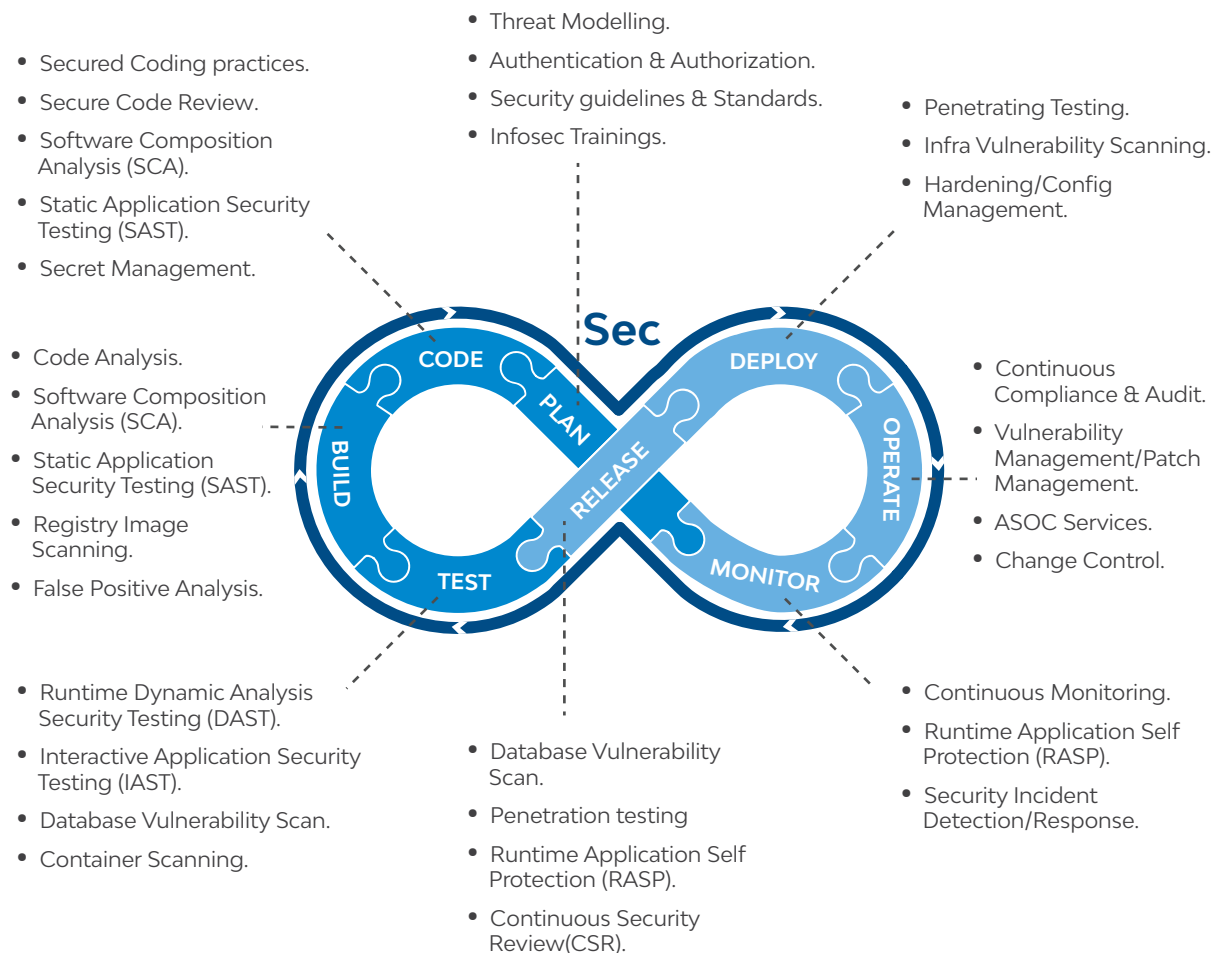 • Threat Modelling.
• Authentication & Authorization.
• Security guidelines & Standards.
• Infosec Trainings.
• Secured Coding practices.
• Secure Code Review.
• Software Composition
Analysis (SCA).
• Static Application Security
Testing (SAST).
• Secret Management.
• Penetrating Testing.
• Infra Vulnerability Scanning.
• Hardening/Config
Management.
Sec
CODE
PLAN
DEPLOY
BUILD
RELEASE
OPERATE
TEST
MONITOR
• Code Analysis.
• Software Composition
Analysis (SCA).
• Static Application
Security Testing (SAST).
• Registry Image
Scanning.
• False Positive Analysis.
• Continuous
Compliance & Audit.
• Vulnerability
Management/Patch
Management.
• ASOC Services.
• Change Control.
• Runtime Dynamic Analysis
Security Testing (DAST).
• Interactive Application Security
Testing (IAST).
• Database Vulnerability Scan.
• Container Scanning.
• Database Vulnerability
Scan.
• Penetration testing
• Runtime Application Self
Protection (RASP).
• Continuous Security
Review(CSR).
• Continuous Monitoring.
• Runtime Application Self
Protection (RASP).
• Security Incident
Detection/Response.